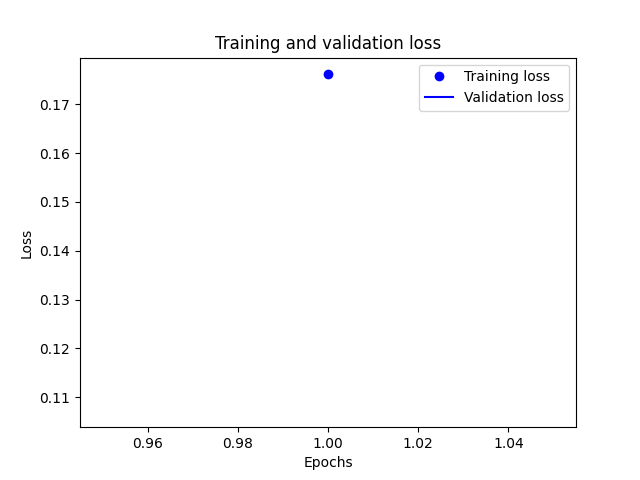 Training and validation loss
Training loss
Validation loss
0.17
0.16
0.15
0.14
0.13
0.12
0.11
Loss
0.96 0.98 1.00 1.02 1.04
Epochs